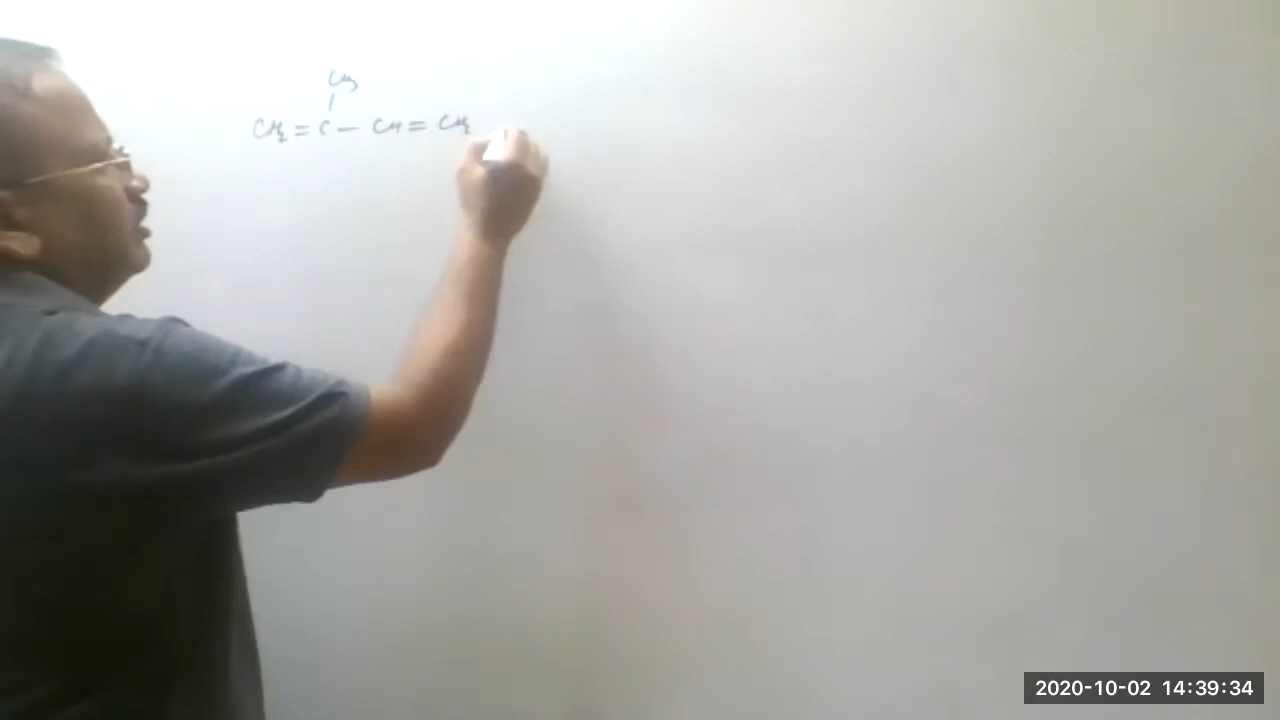 CH3
CH2 = C — CH = CH2
2020-10-02 14:39:34